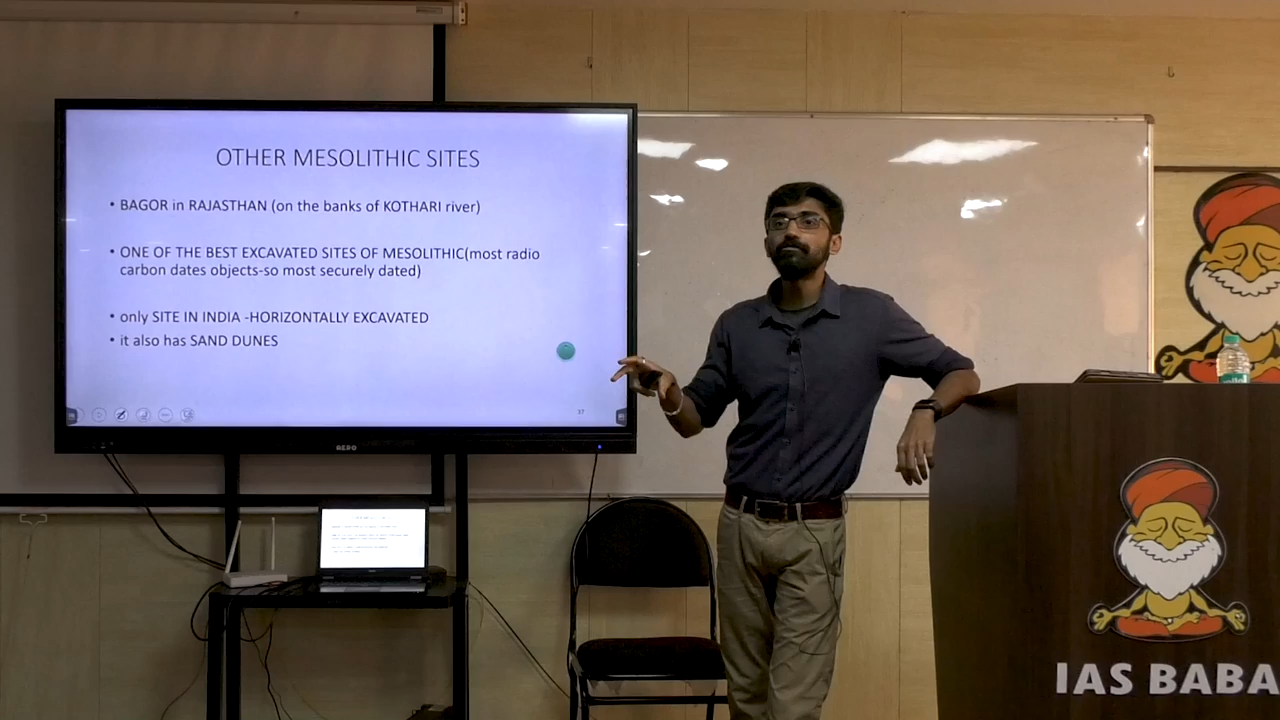 OTHER MESOLITHIC SITES
• BAGOR in RAJASTHAN (on the banks of KOTHARI river)
• ONE OF THE BEST EXCAVATED SITES OF MESOLITHIC(most radio
carbon dates objects-so most securely dated)
• only SITE IN INDIA -HORIZONTALLY EXCAVATED
• it also has SAND DUNES
37
AERO
IAS BABA